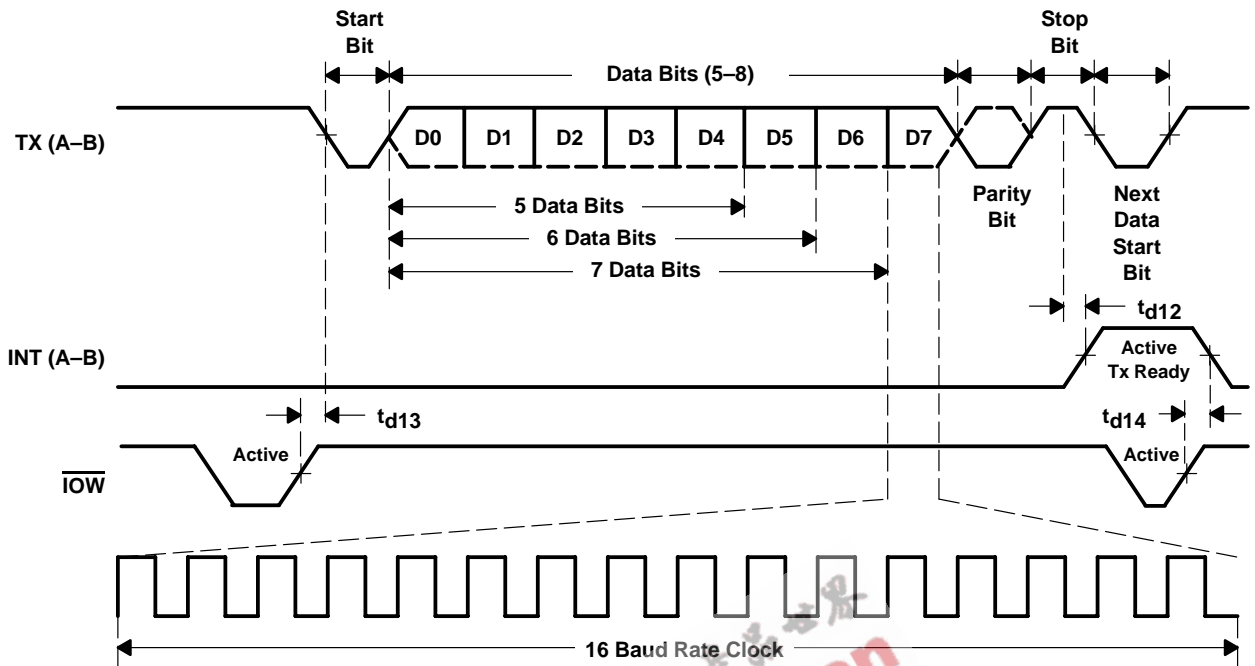 Start
Bit
Stop
Bit
Data Bits (5–8)
TX (A–B)
D0 D1 D2 D3 D4 D5 D6 D7
Parity
Bit
Next
Data
Start
Bit
5 Data Bits
6 Data Bits
7 Data Bits
td12
INT (A–B)
Active
Tx Ready
td13
td14
IOW
Active
Active
16 Baud Rate Clock